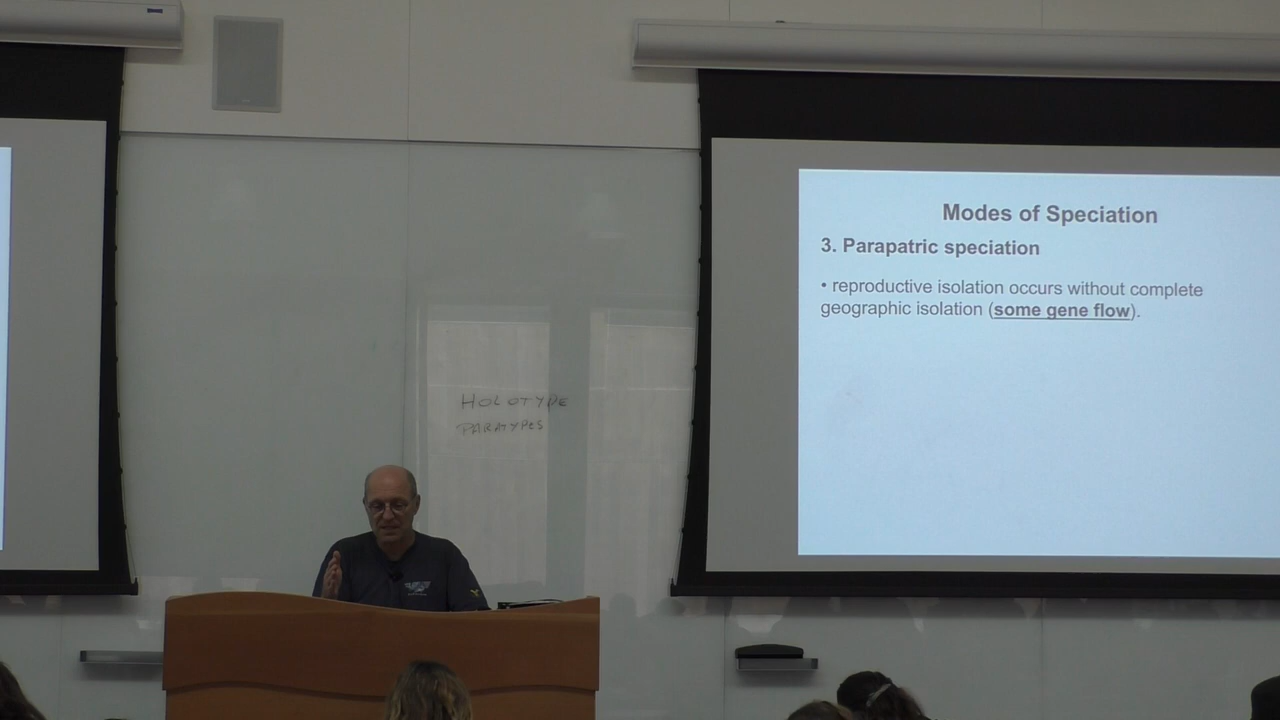 HOLOTYPE
PARATYPES
Modes of Speciation
3. Parapatric speciation
• reproductive isolation occurs without complete
geographic isolation (some gene flow).